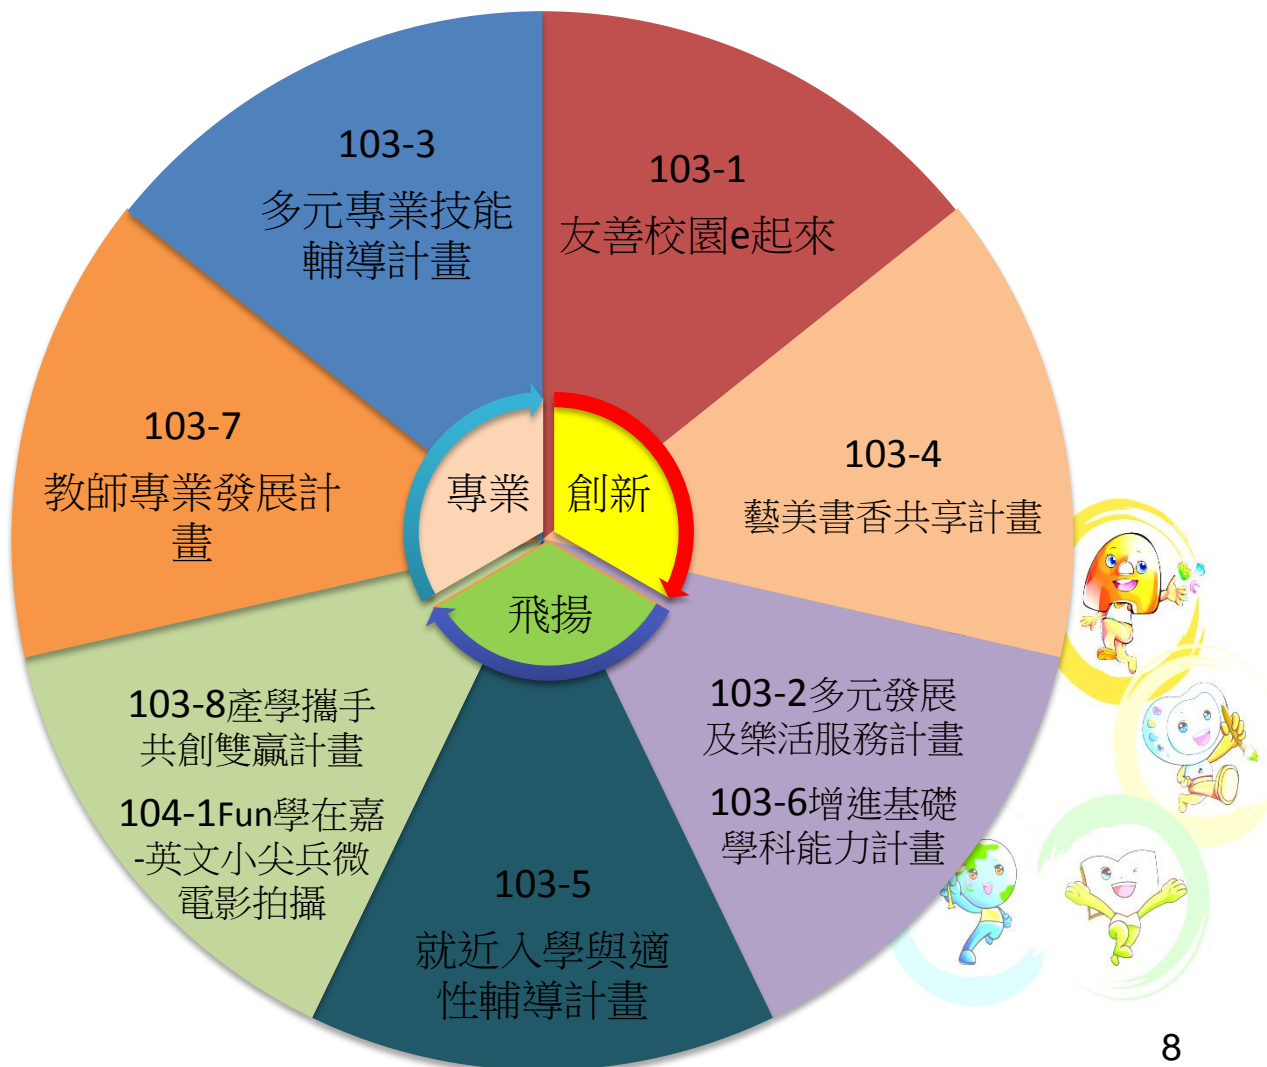 103-3
多元專業技能
輔導計畫
103-1
友善校園e起來
103-7
教師專業發展計
畫
103-4
藝美書香共享計畫
專業
創新
飛揚
103-8產學攜手
共創雙贏計畫
104-1Fun學在嘉
-英文小尖兵微
電影拍攝
103-2多元發展
及樂活服務計畫
103-6增進基礎
學科能力計畫
103-5
就近入學與適
性輔導計畫
8